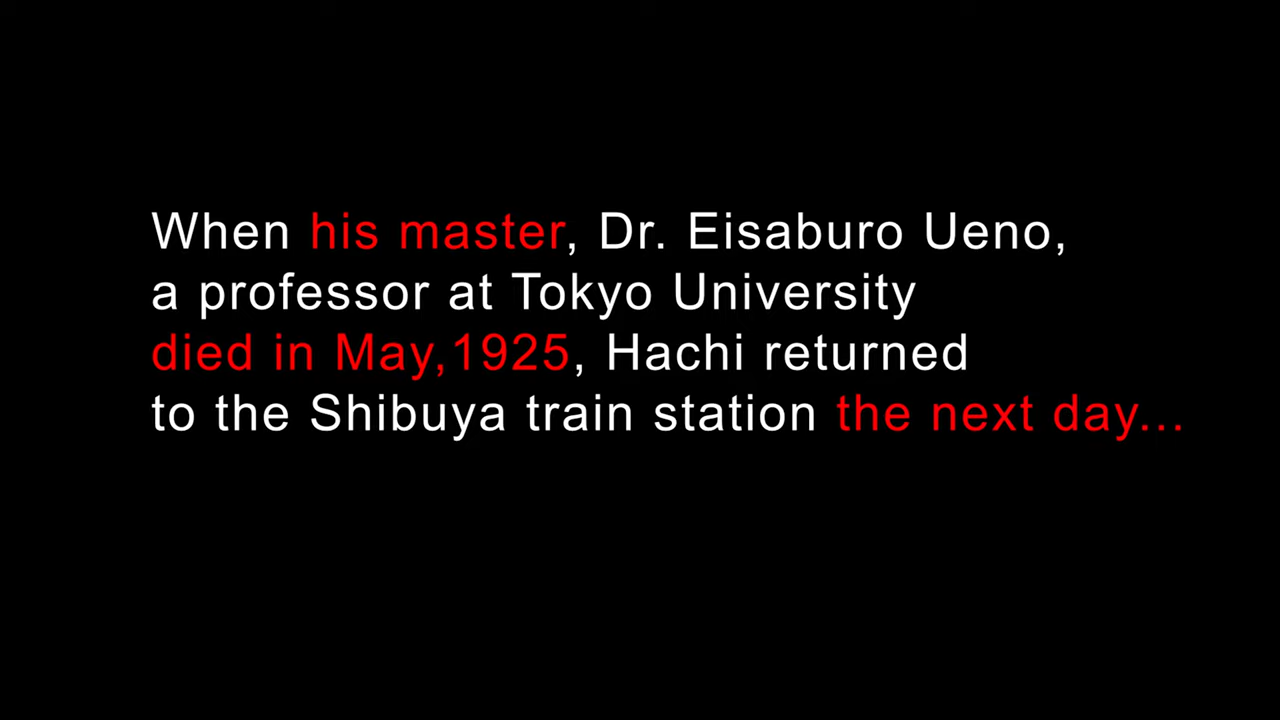 When his master, Dr. Eisaburo Ueno,
a professor at Tokyo University
died in May,1925, Hachi returned
to the Shibuya train station the next day...